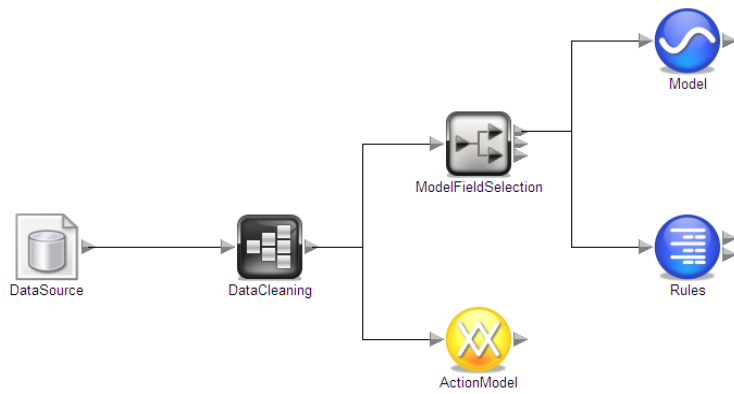 Model
ModelFieldSelection
DataSource
DataCleaning
Rules
ActionModel